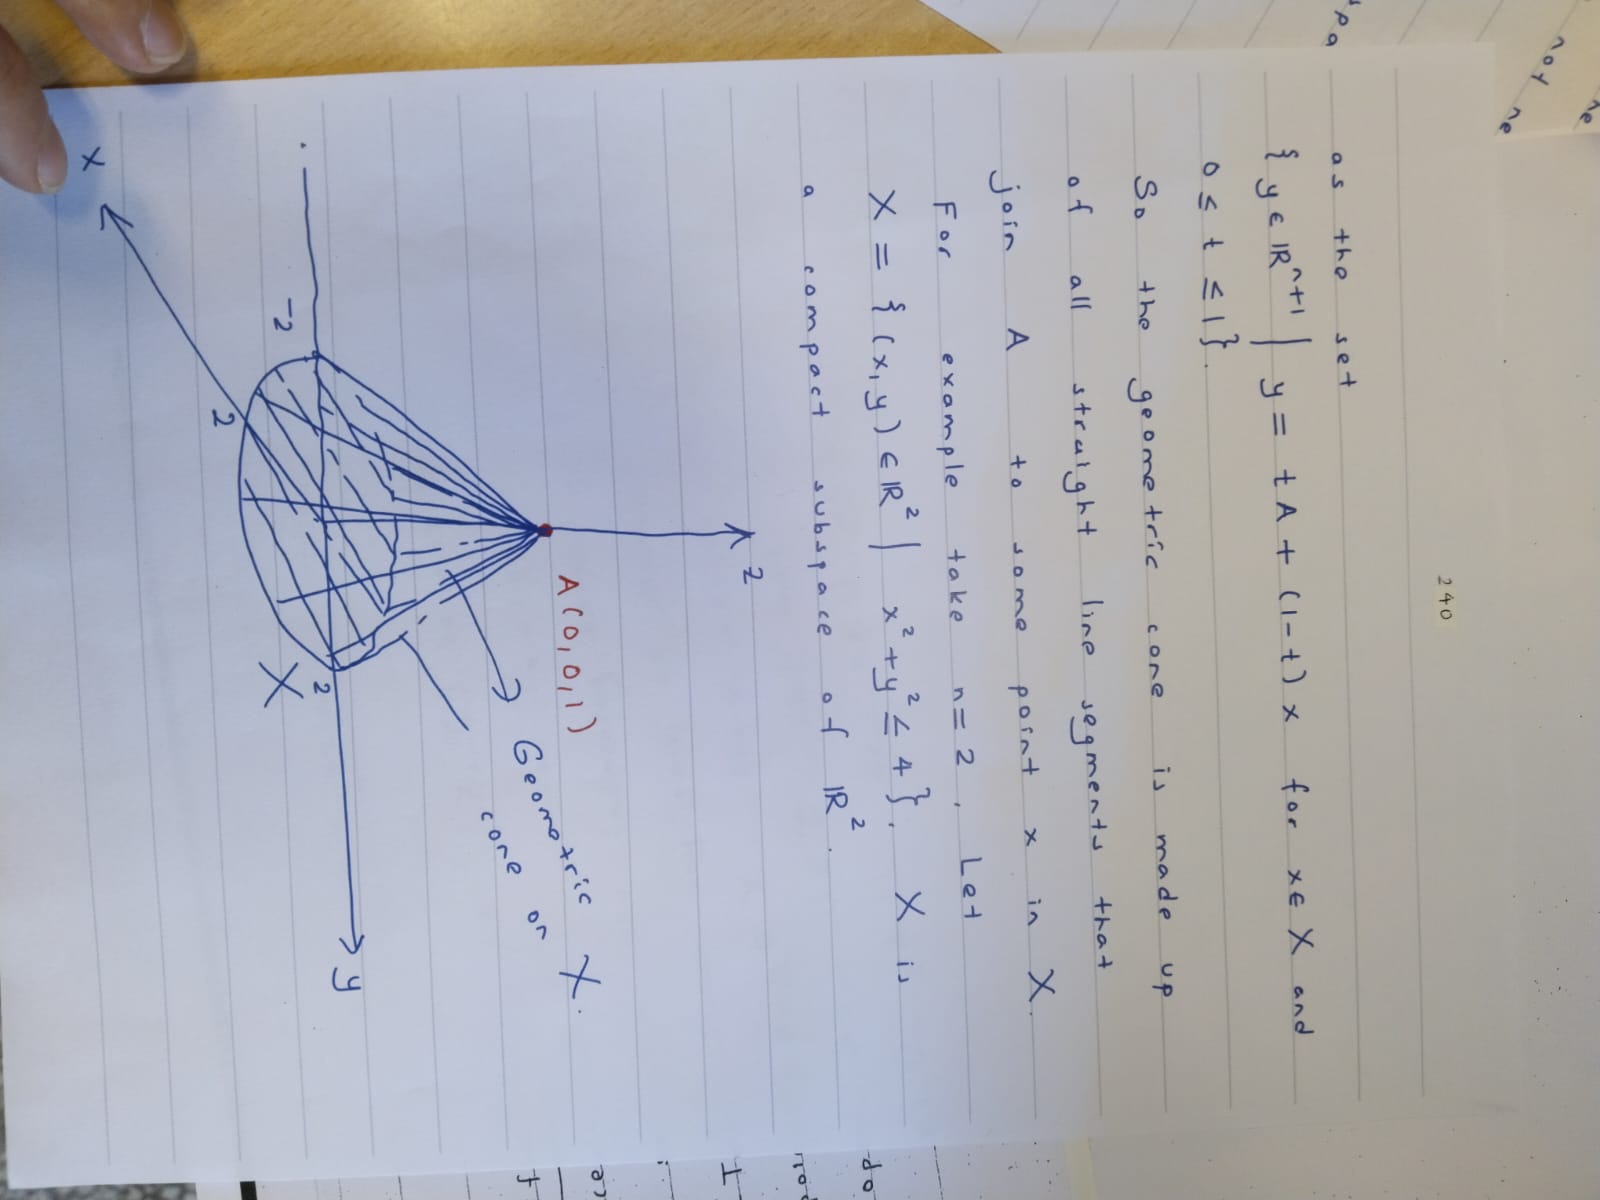 240
as the set
{ y ∈ ℝ^n+1 | y = tA + (1-t) x for x ∈ X and
0 ≤ t ≤ 1}.
So the geometric cone is made up
of all straight line segments that
join A to some point x in X.
For example take n=2. Let
X = { (x,y) ∈ ℝ² | x²+y² ≤ 4}. X is
a compact subspace of ℝ².
z
A(0,0,1)
Geometric
cone on X.
-2
2
2
X
y
x